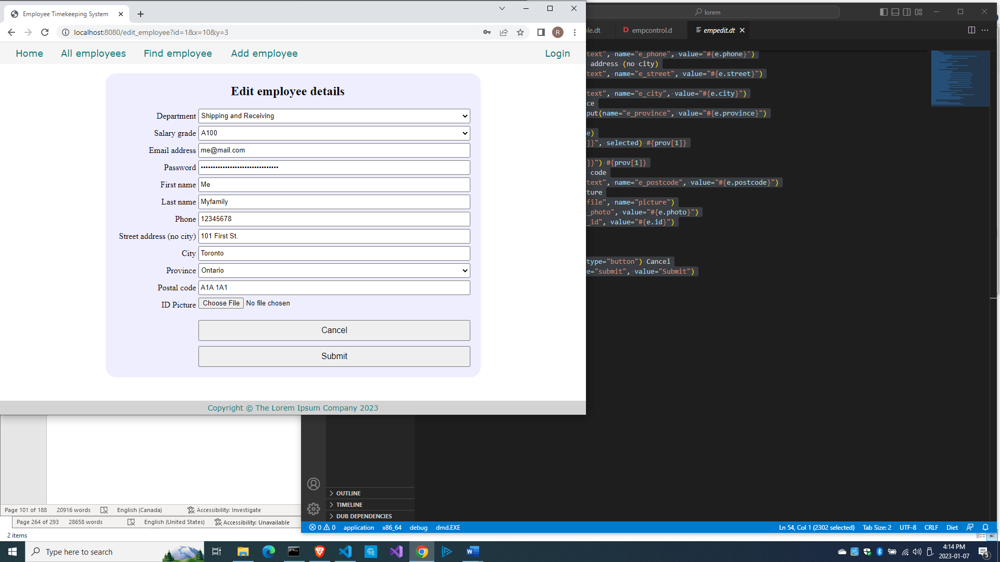 Employee Timekeeping System
localhost:8080/edit_employee?id=1&x=10&y=3
R
Home
All employees
Find employee
Add employee
Login
Edit employee details
Department
Shipping and Receiving
Salary grade
A100
Email address
me@mail.com
Password
First name
Me
Last name
Myfamily
Phone
12345678
Street address (no city)
101 First St.
City
Toronto
Province
Ontario
Postal code
A1A 1A1
ID Picture
Choose File
No file chosen
Cancel
Submit
Copyright © The Lorem Ipsum Company 2023
lorem
ble.dt
D empcontrol.d
empedit.dt
text", name="e_phone", value="#{e.phone}")
address (no city)
text", name="e_street", value="#{e.street}")
text", name="e_city", value="#{e.city}")
ce
put(name="e_province", value="#{e.province}")
e)
]}", selected) #{prov[1]}
]}") #{prov[1]}
code
text", name="e_postcode", value="#{e.postcode}")
ture
file", name="picture")
_photo", value="#{e.photo}")
_id", value="#{e.id}")
type="button") Cancel
e="submit", value="Submit")
OUTLINE
TIMELINE
DUB DEPENDENCIES
0 0 application x86_64 debug dmd.EXE
Ln 54, Col 1 (2302 selected) Tab Size: 2 UTF-8 CRLF Diet
Page 101 of 188 20916 words English (Canada) Accessibility: Investigate
Page 264 of 293 28658 words English (United States) Accessibility: Unavailable
2 items
Type here to search
4:14 PM
2023-01-07
5